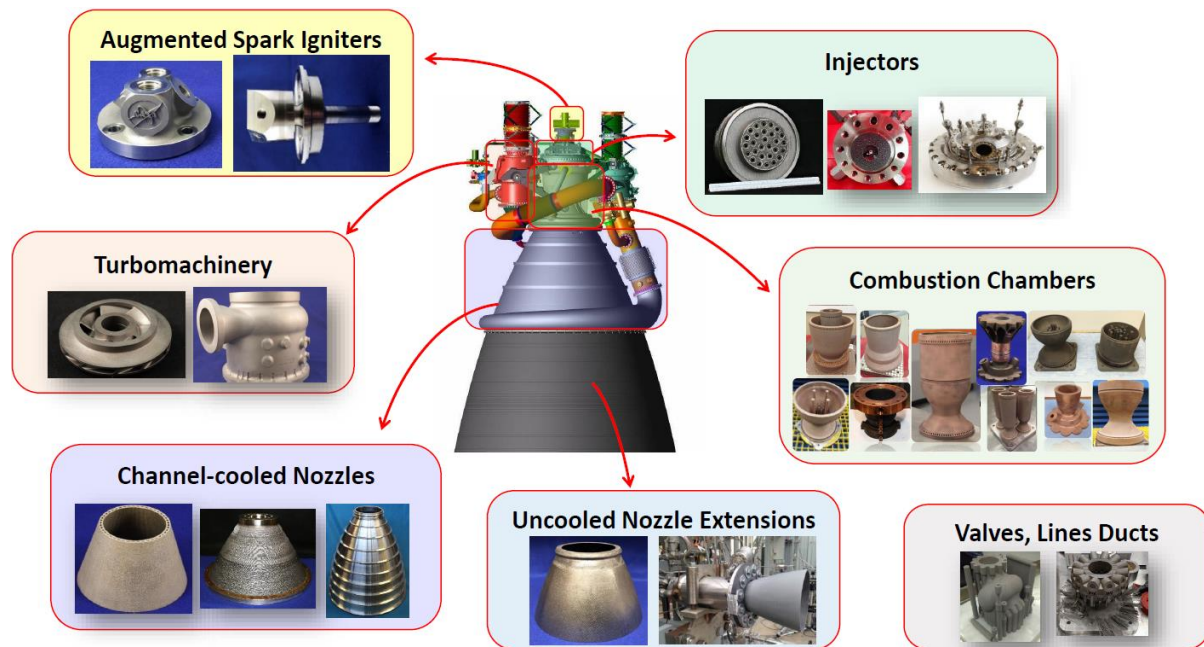 Augmented Spark Igniters
Injectors
Turbomachinery
Combustion Chambers
Channel-cooled Nozzles
Uncooled Nozzle Extensions
Valves, Lines Ducts